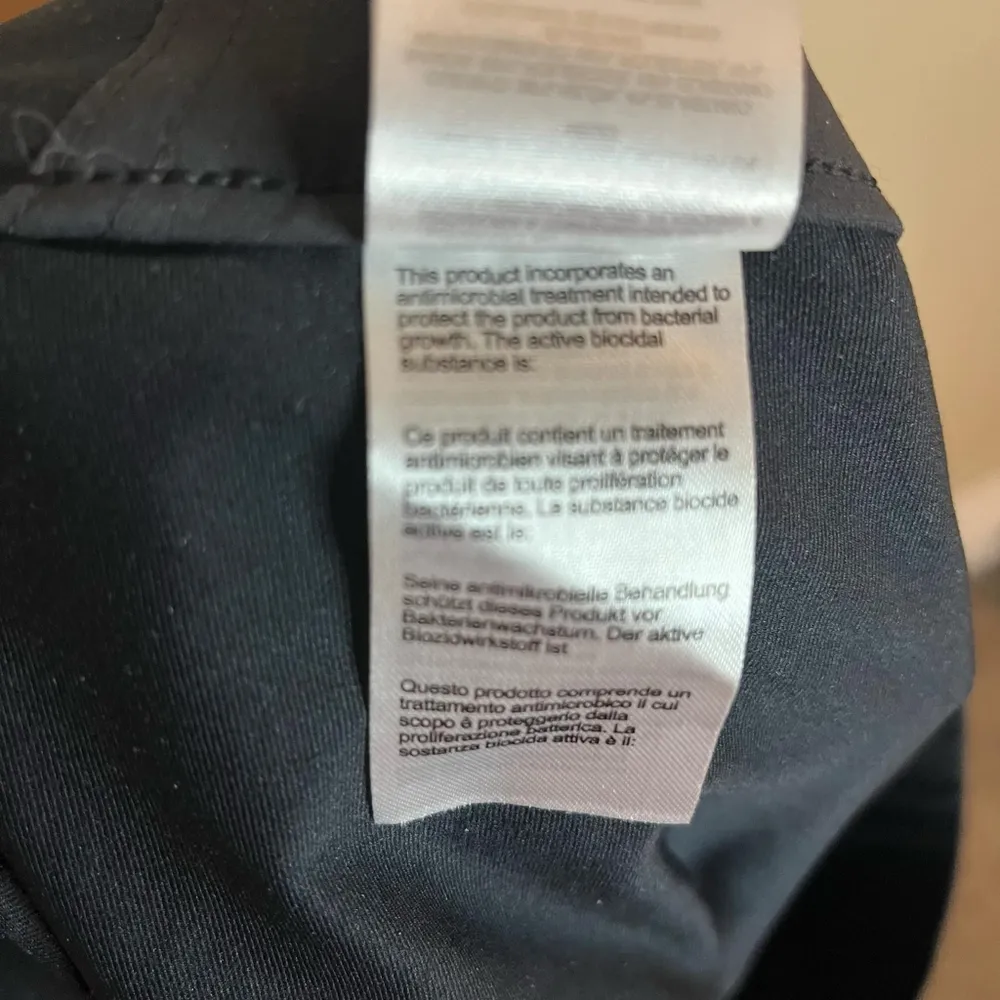 This product incorporates an
antimicrobial treatment intended to
protect the product from bacterial
growth. The active biocidal
substance is:
Ce produit contient un traitement
antimicrobien visant à protéger le
produit de toute prolifération
bactérienne. La substance biocide
active est le:
Seine antimikrobielle Behandlung
schützt dieses Produkt vor
Bakterienwachstum. Der aktive
Biozidwirkstoff ist
Questo prodotto comprende un
trattamento antimicrobico il cui
scopo è proteggerlo dalla
proliferazione batterica. La
sostanza biocida attiva è il: